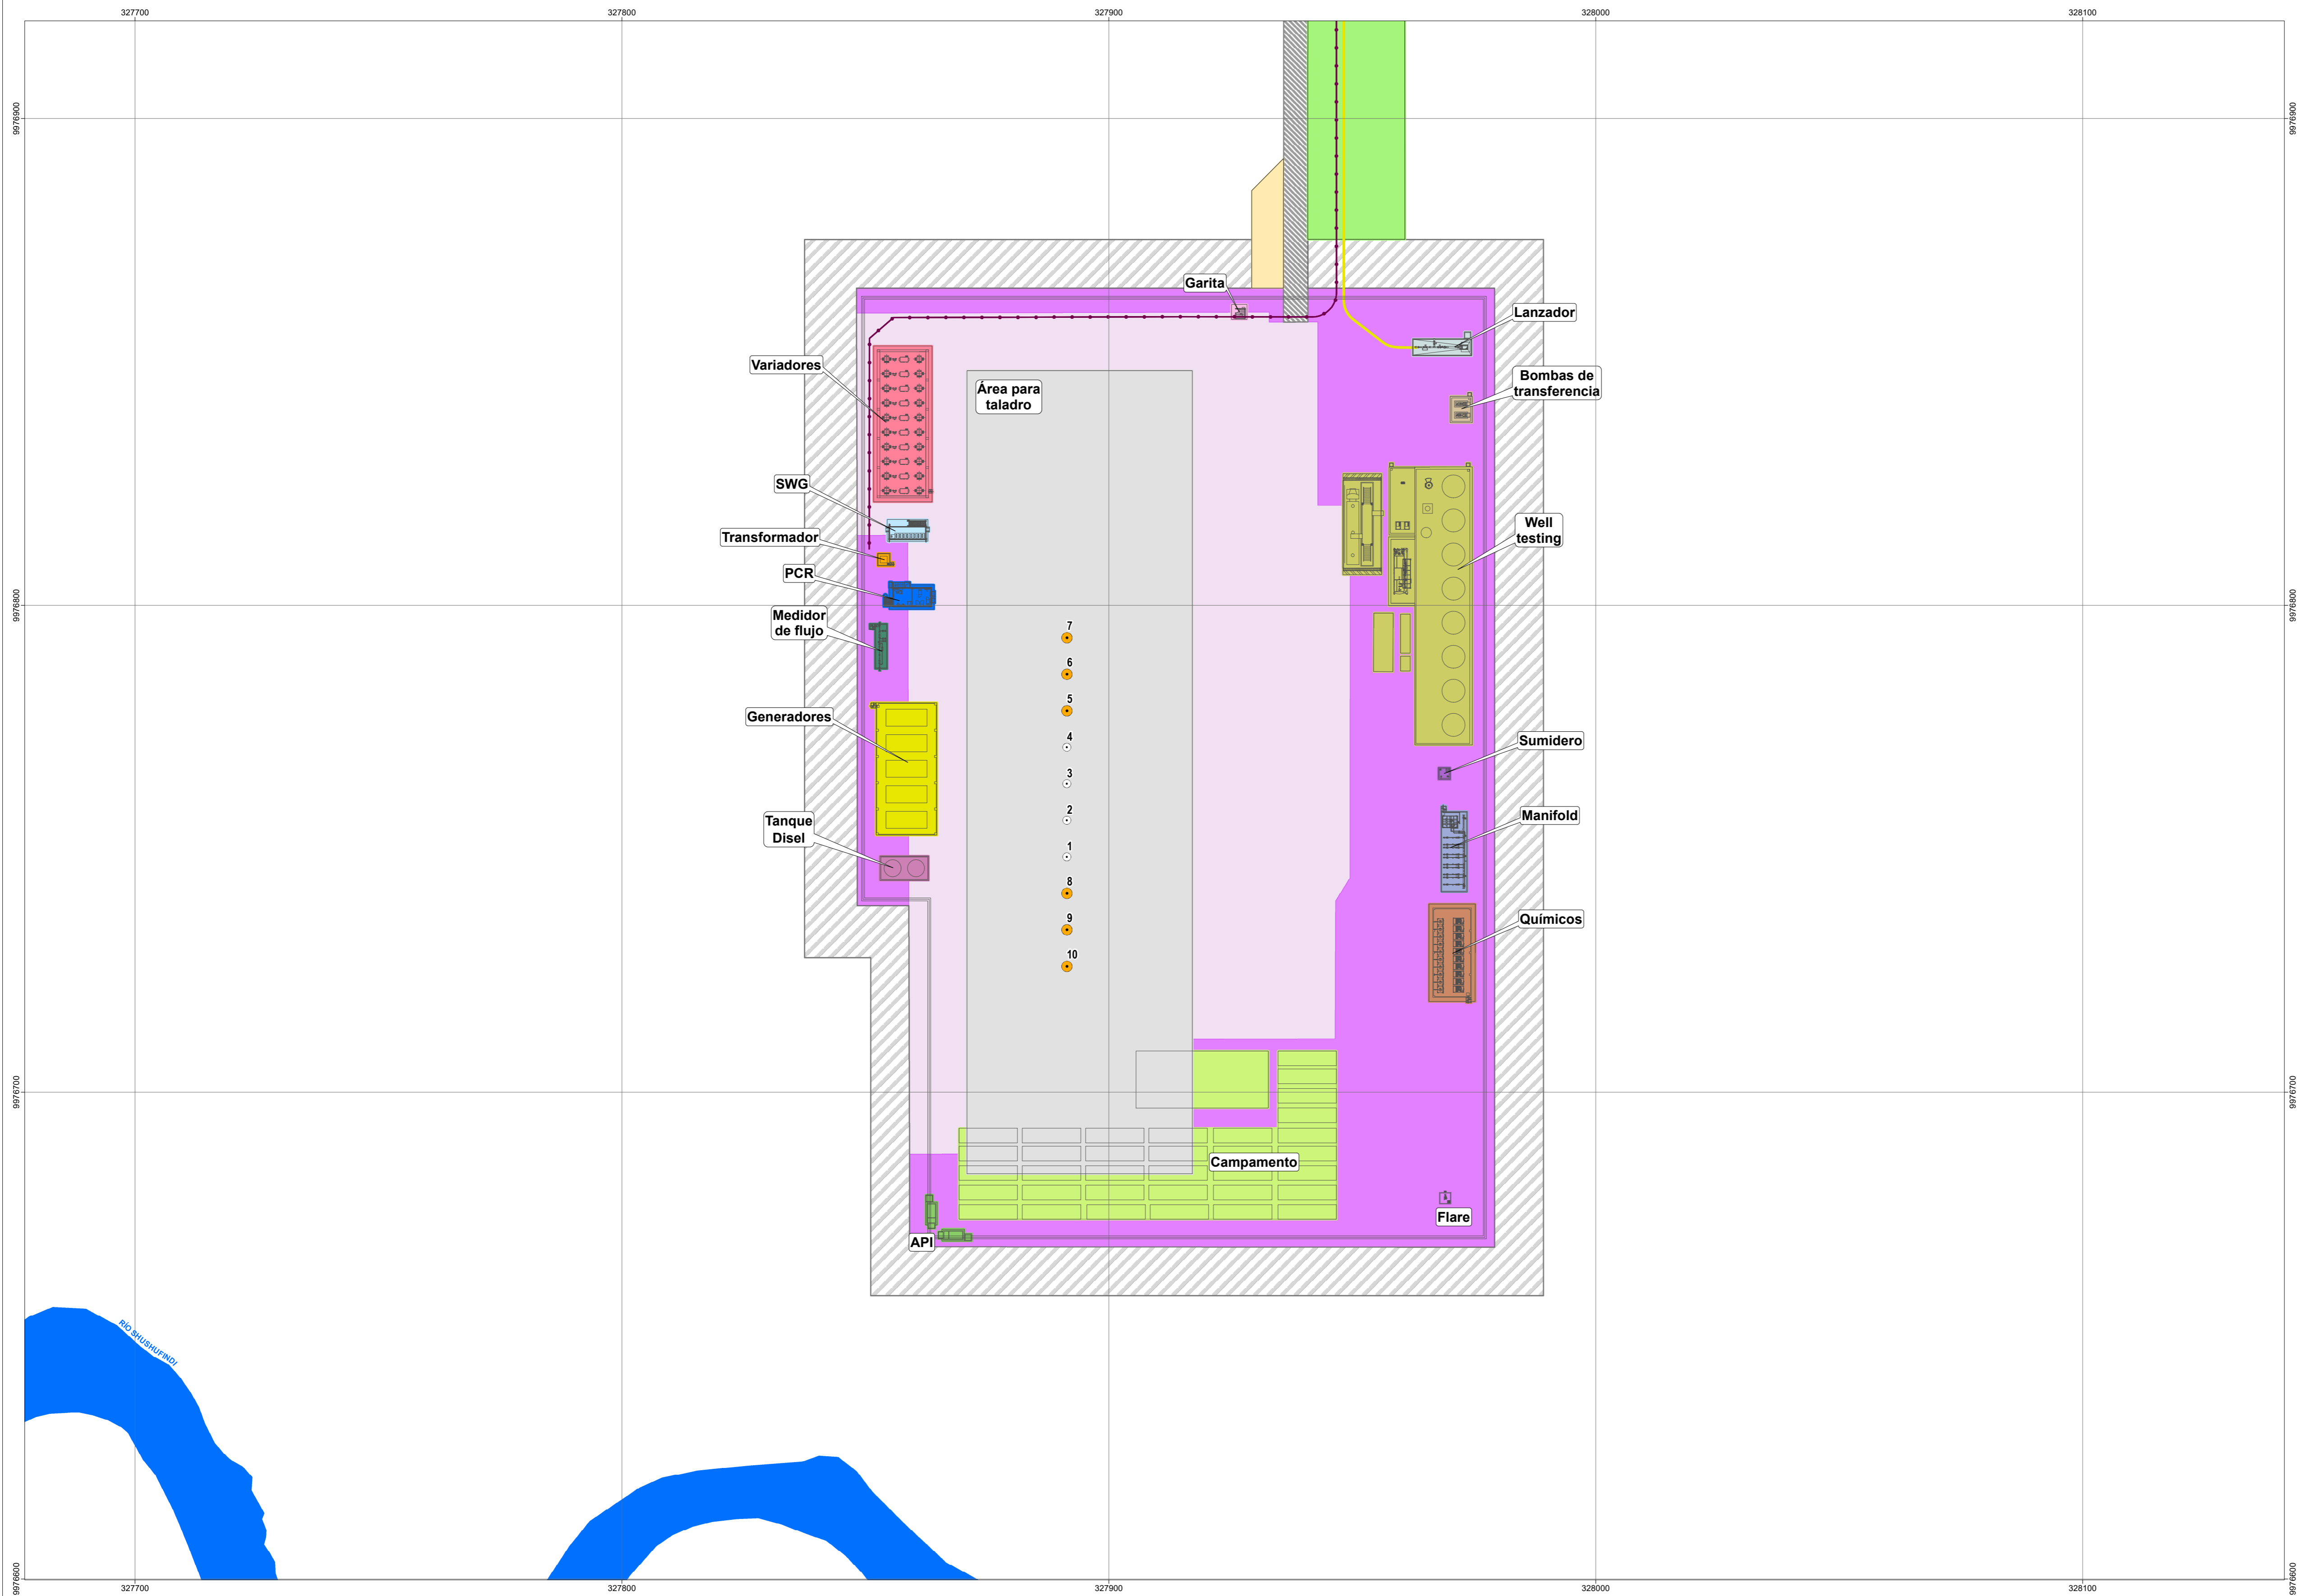 327700
327800
327900
328000
328100
9976900
9976900
Garita
Lanzador
Variadores
Área para
taladro
Bombas de
transferencia
SWG
Transformador
PCR
Well
testing
9976800
9976800
Medidor
de flujo
7
6
5
Generadores
4
Sumidero
3
2
Tanque
Disel
Manifold
1
8
Químicos
9
10
9976700
9976700
Campamento
Flare
API
RÍO SHUSHUFINDI
9976600
9976600
327700
327800
327900
328000
328100